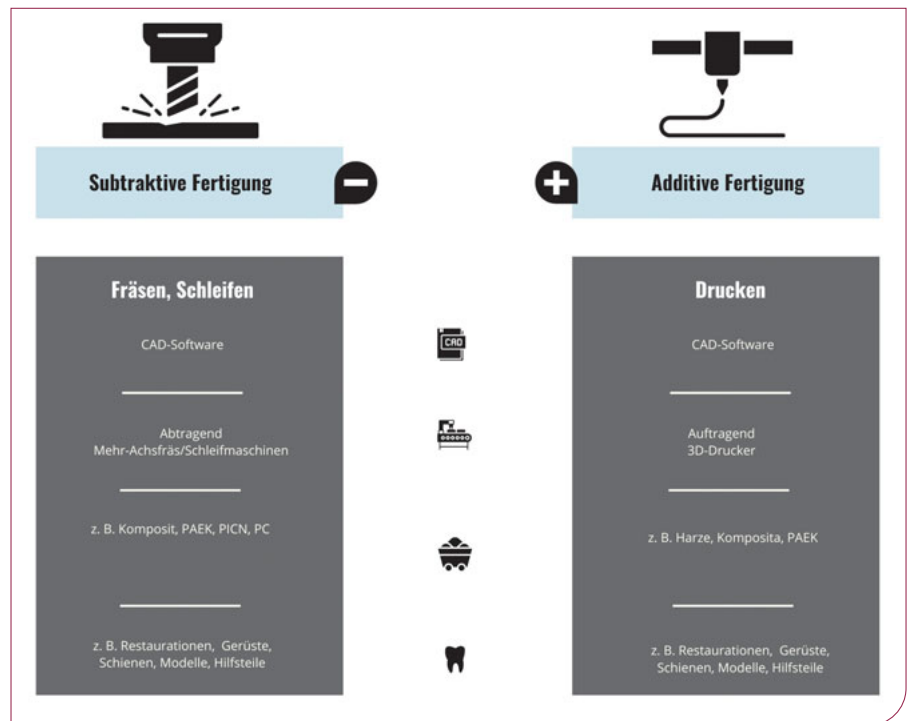 Subtraktive Fertigung
Additive Fertigung
Fräsen, Schleifen
CAD-Software
Abtragend
Mehr-Achsfräs/Schleifmaschinen
z. B. Komposit, PAEK, PICN, PC
z. B. Restaurationen, Gerüste,
Schienen, Modelle, Hilfsteile
CAD
Drucken
CAD-Software
Auftragend
3D-Drucker
z. B. Harze, Komposita, PAEK
z. B. Restaurationen, Gerüste,
Schienen, Modelle, Hilfsteile